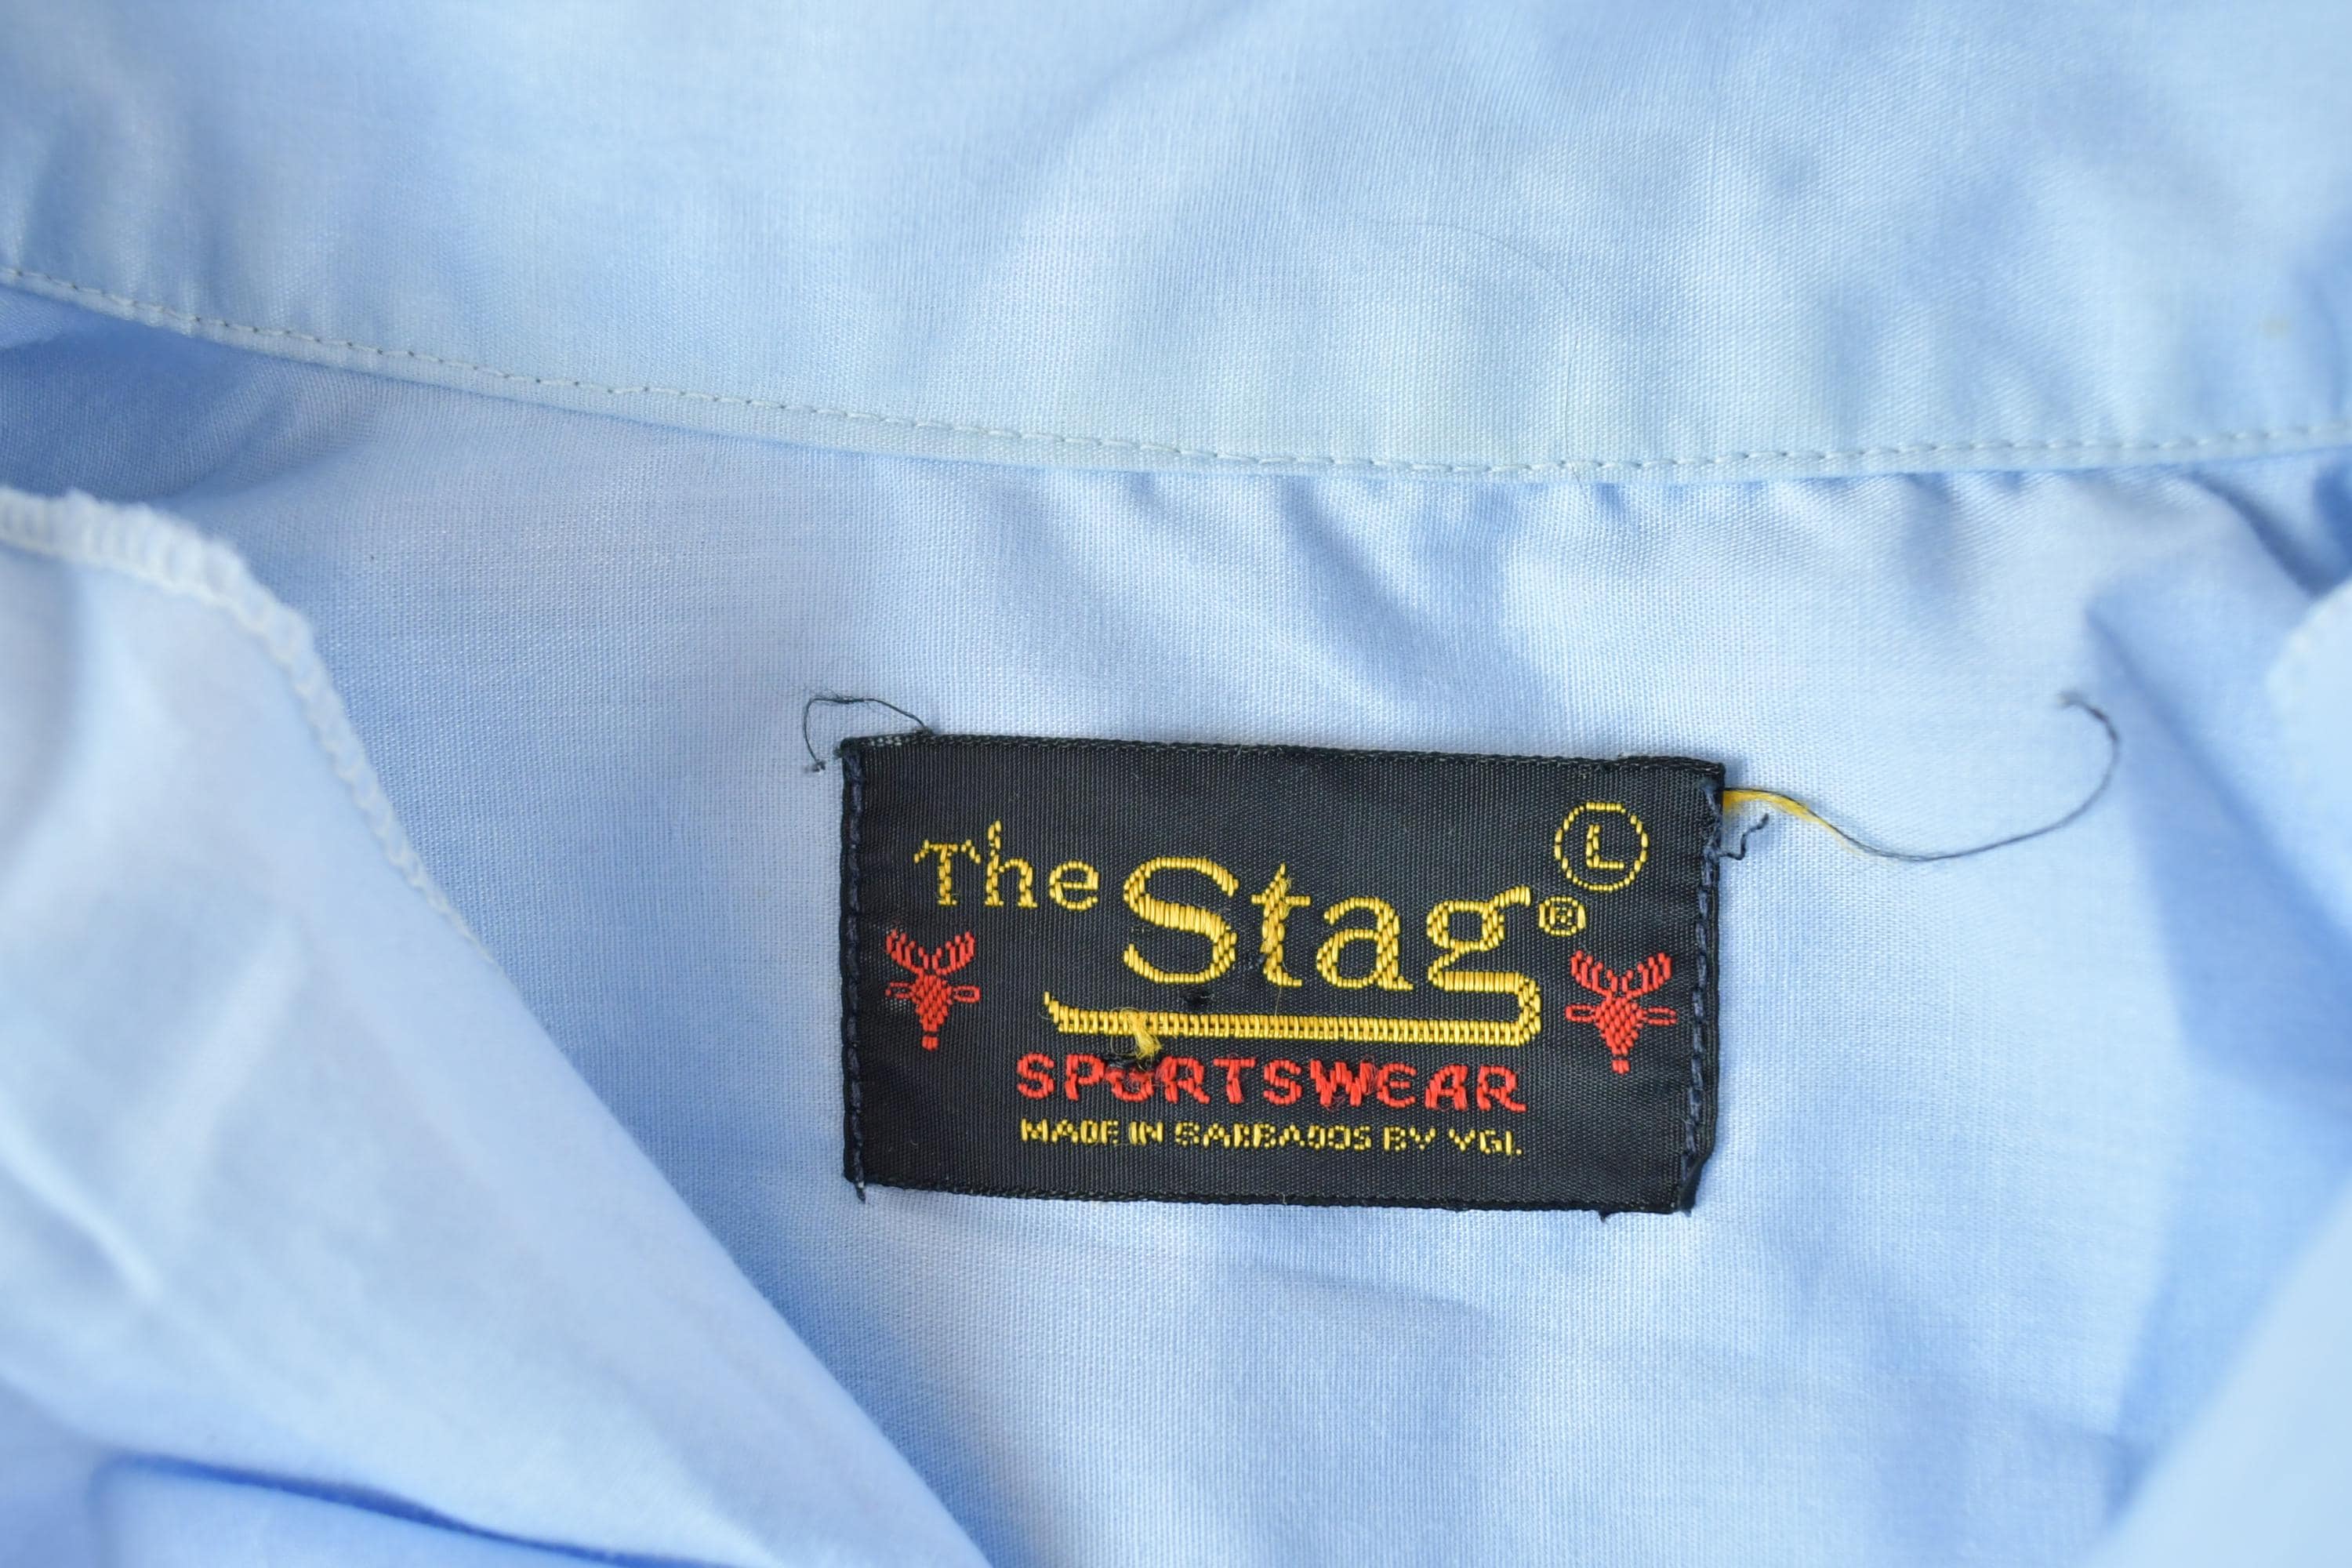 L
The Stag®
SPORTSWEAR
MADE IN BARBADOS BY VGL